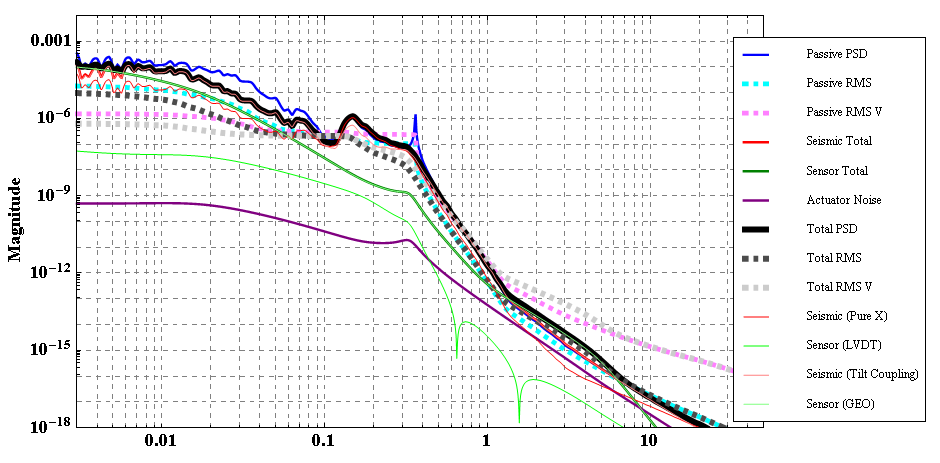 0.001
10⁻⁶
10⁻⁹
10⁻¹²
10⁻¹⁵
10⁻¹⁸
Magnitude
0.01
0.1
1
10
Passive PSD
Passive RMS
Passive RMS V
Seismic Total
Sensor Total
Actuator Noise
Total PSD
Total RMS
Total RMS V
Seismic (Pure X)
Sensor (LVDT)
Seismic (Tilt Coupling)
Sensor (GEO)